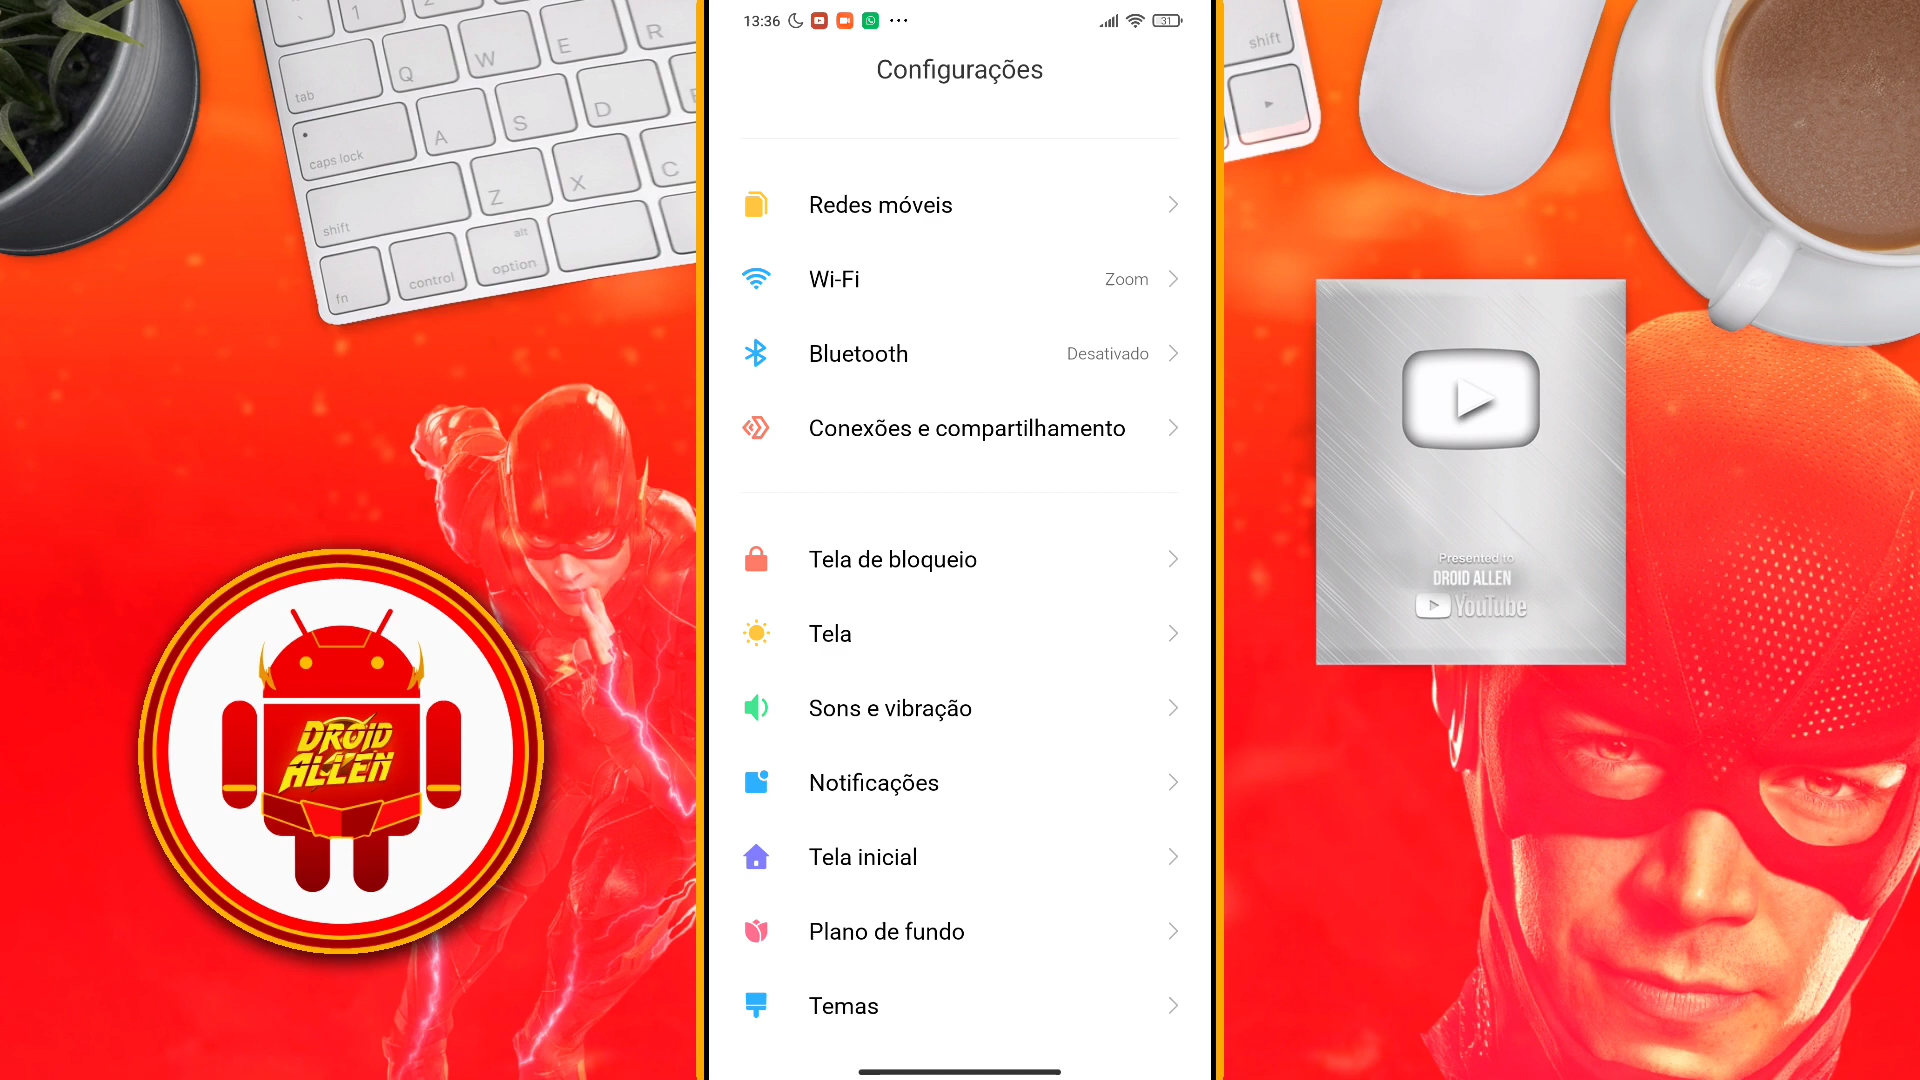 1
2
Q
W
E
R
tab
A
S
D
caps lock
Z
X
C
shift
alt
fn
control
option
DROID
ALLEN
13:36
31
Configurações
Redes móveis
Wi-Fi
Zoom
Bluetooth
Desativado
Conexões e compartilhamento
Tela de bloqueio
Tela
Sons e vibração
Notificações
Tela inicial
Plano de fundo
Temas
shift
Presented to
DROID ALLEN
YouTube